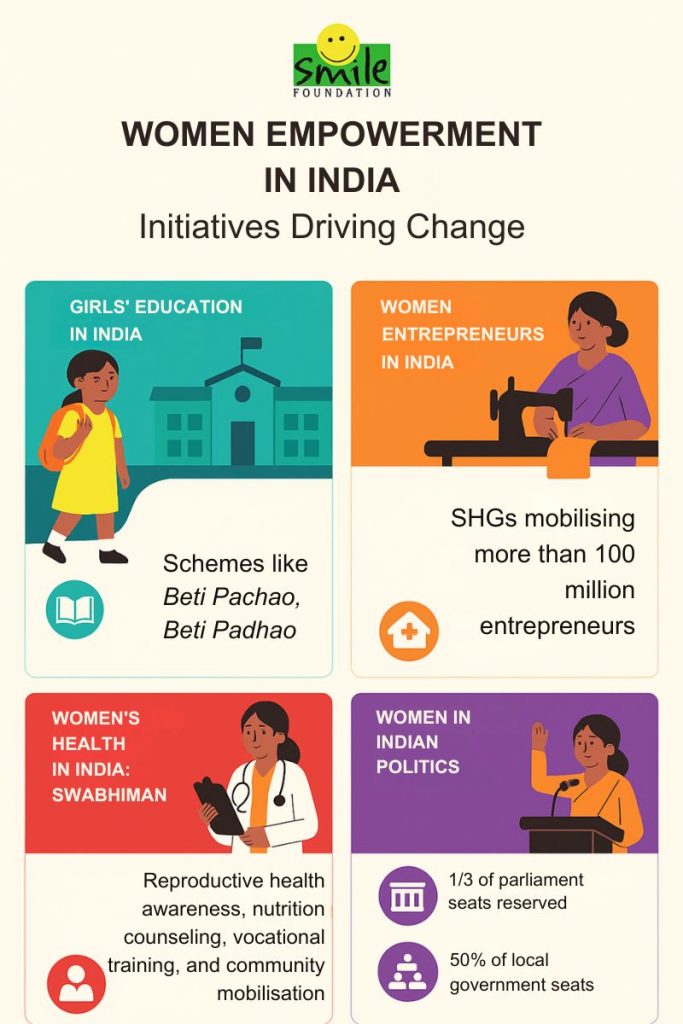 smile
FOUNDATION
WOMEN EMPOWERMENT
IN INDIA
Initiatives Driving Change
GIRLS' EDUCATION
IN INDIA
Schemes like
Beti Pachao,
Beti Padhao
WOMEN
ENTREPRENEURS
IN INDIA
SHGs mobilising
more than 100
million
entrepreneurs
WOMEN'S
HEALTH
IN INDIA:
SWABHIMAN
Reproductive health
awareness, nutrition
counseling, vocational
training, and community
mobilisation
WOMEN IN
INDIAN
POLITICS
1/3 of parliament
seats reserved
50% of local
government seats